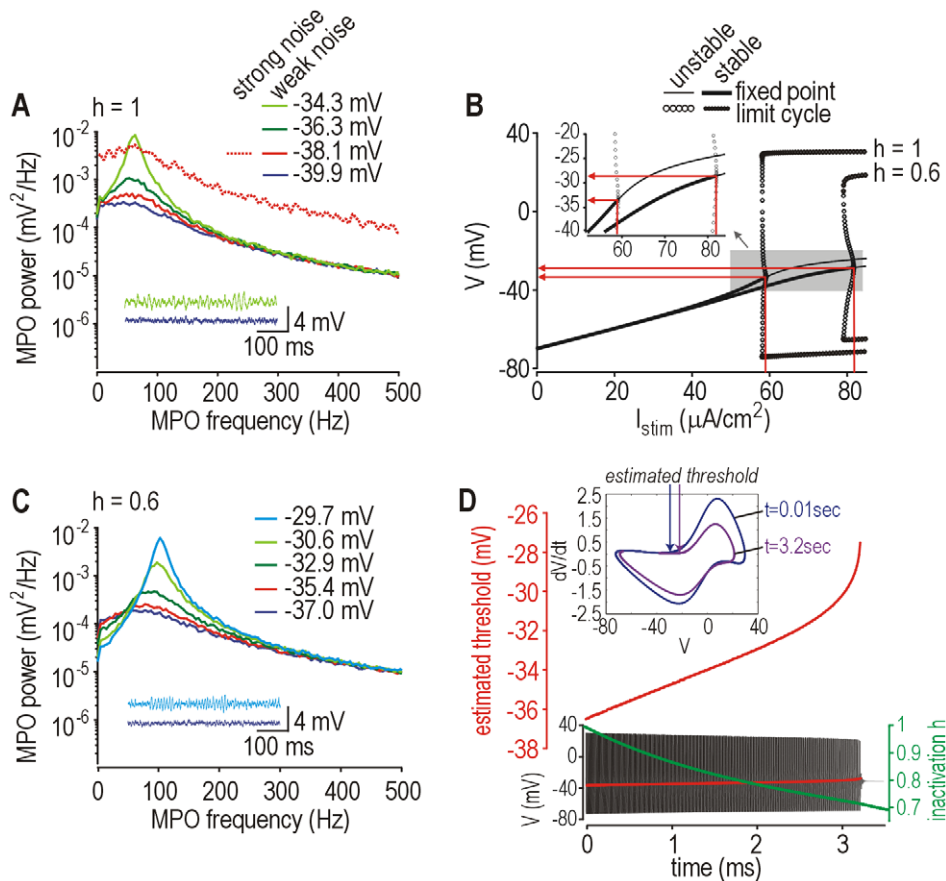 A
h = 1
strong noise
weak noise
-34.3 mV
-36.3 mV
-38.1 mV
-39.9 mV
MPO power (mV²/Hz)
10⁻²
10⁻³
10⁻⁴
10⁻⁵
10⁻⁶
4 mV
100 ms
0 100 200 300 400 500
MPO frequency (Hz)
B
unstable
stable
fixed point
limit cycle
h = 1
h = 0.6
V (mV)
40
0
-40
-80
-20
-25
-30
-35
-40
60 70 80
0 20 40 60 80
I_stim (µA/cm²)
C
h = 0.6
-29.7 mV
-30.6 mV
-32.9 mV
-35.4 mV
-37.0 mV
MPO power (mV²/Hz)
10⁻²
10⁻³
10⁻⁴
10⁻⁵
10⁻⁶
4 mV
100 ms
0 100 200 300 400 500
MPO frequency (Hz)
D
estimated threshold (mV)
-26
-28
-30
-32
-34
-36
-38
estimated threshold
dV/dt
2.5
1.5
0.5
-0.5
-1.5
-2.5
-80 -40 0 40
V
t=0.01sec
t=3.2sec
V (mV)
40
0
-40
-80
1
0.9
0.8
0.7
inactivation h
0 1 2 3
time (ms)